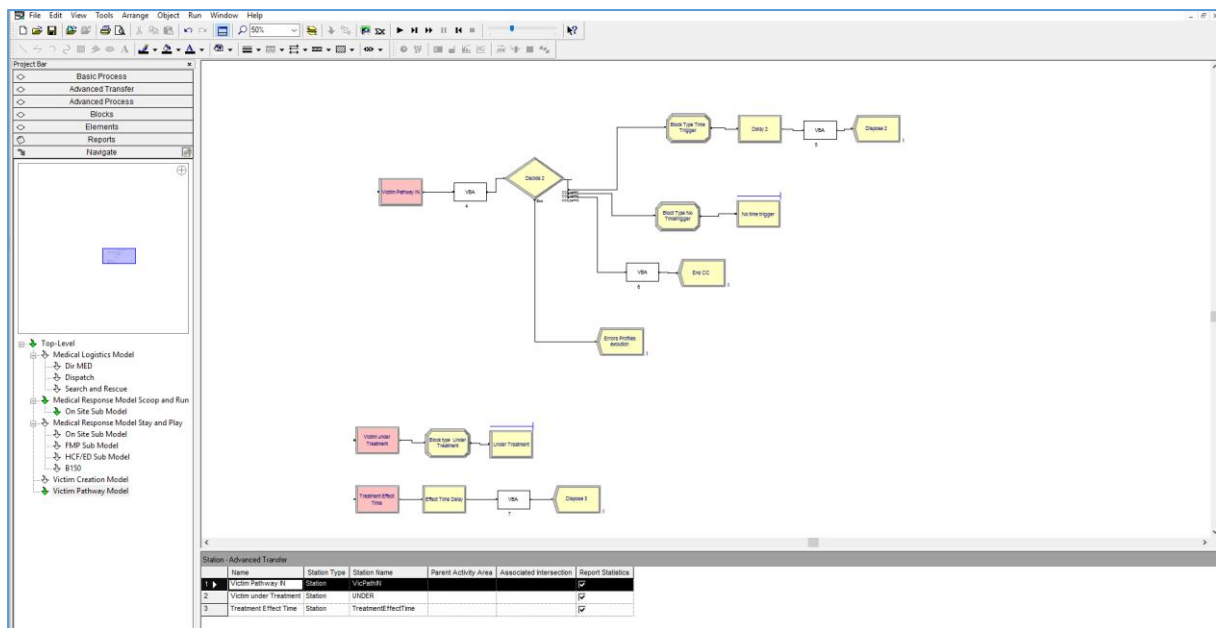 File Edit View Tools Arrange Object Run Window Help
50%
Project Bar
Basic Process
Advanced Transfer
Advanced Process
Blocks
Elements
Reports
Navigate
Top-Level
Medical Logistics Model
Dir MED
Dispatch
Search and Rescue
Medical Response Model Scoop and Run
On Site Sub Model
Medical Response Model Stay and Play
On Site Sub Model
FMP Sub Model
HCF/ED Sub Model
B150
Victim Creation Model
Victim Pathway Model
Block Type Time
Trigger
Delay 2
VBA
Dispose 2
Victim Pathway IN
VBA
4
Decide 2
Block Type No
Timetrigger
No time trigger
VBA
6
End CC
Errors Profiles
evolution
Victim under
Treatment
Block type Under
Treatment
Under Treatment
Treatment Effect
Time
Effect Time Delay
VBA
7
Station - Advanced Transfer
Name Station Type Station Name Parent Activity Area Associated Intersection Report Statistics
1 Victim Pathway IN Station VicPathIN
2 Victim under Treatment Station UNDER
3 Treatment Effect Time Station TreatmentEffectTime